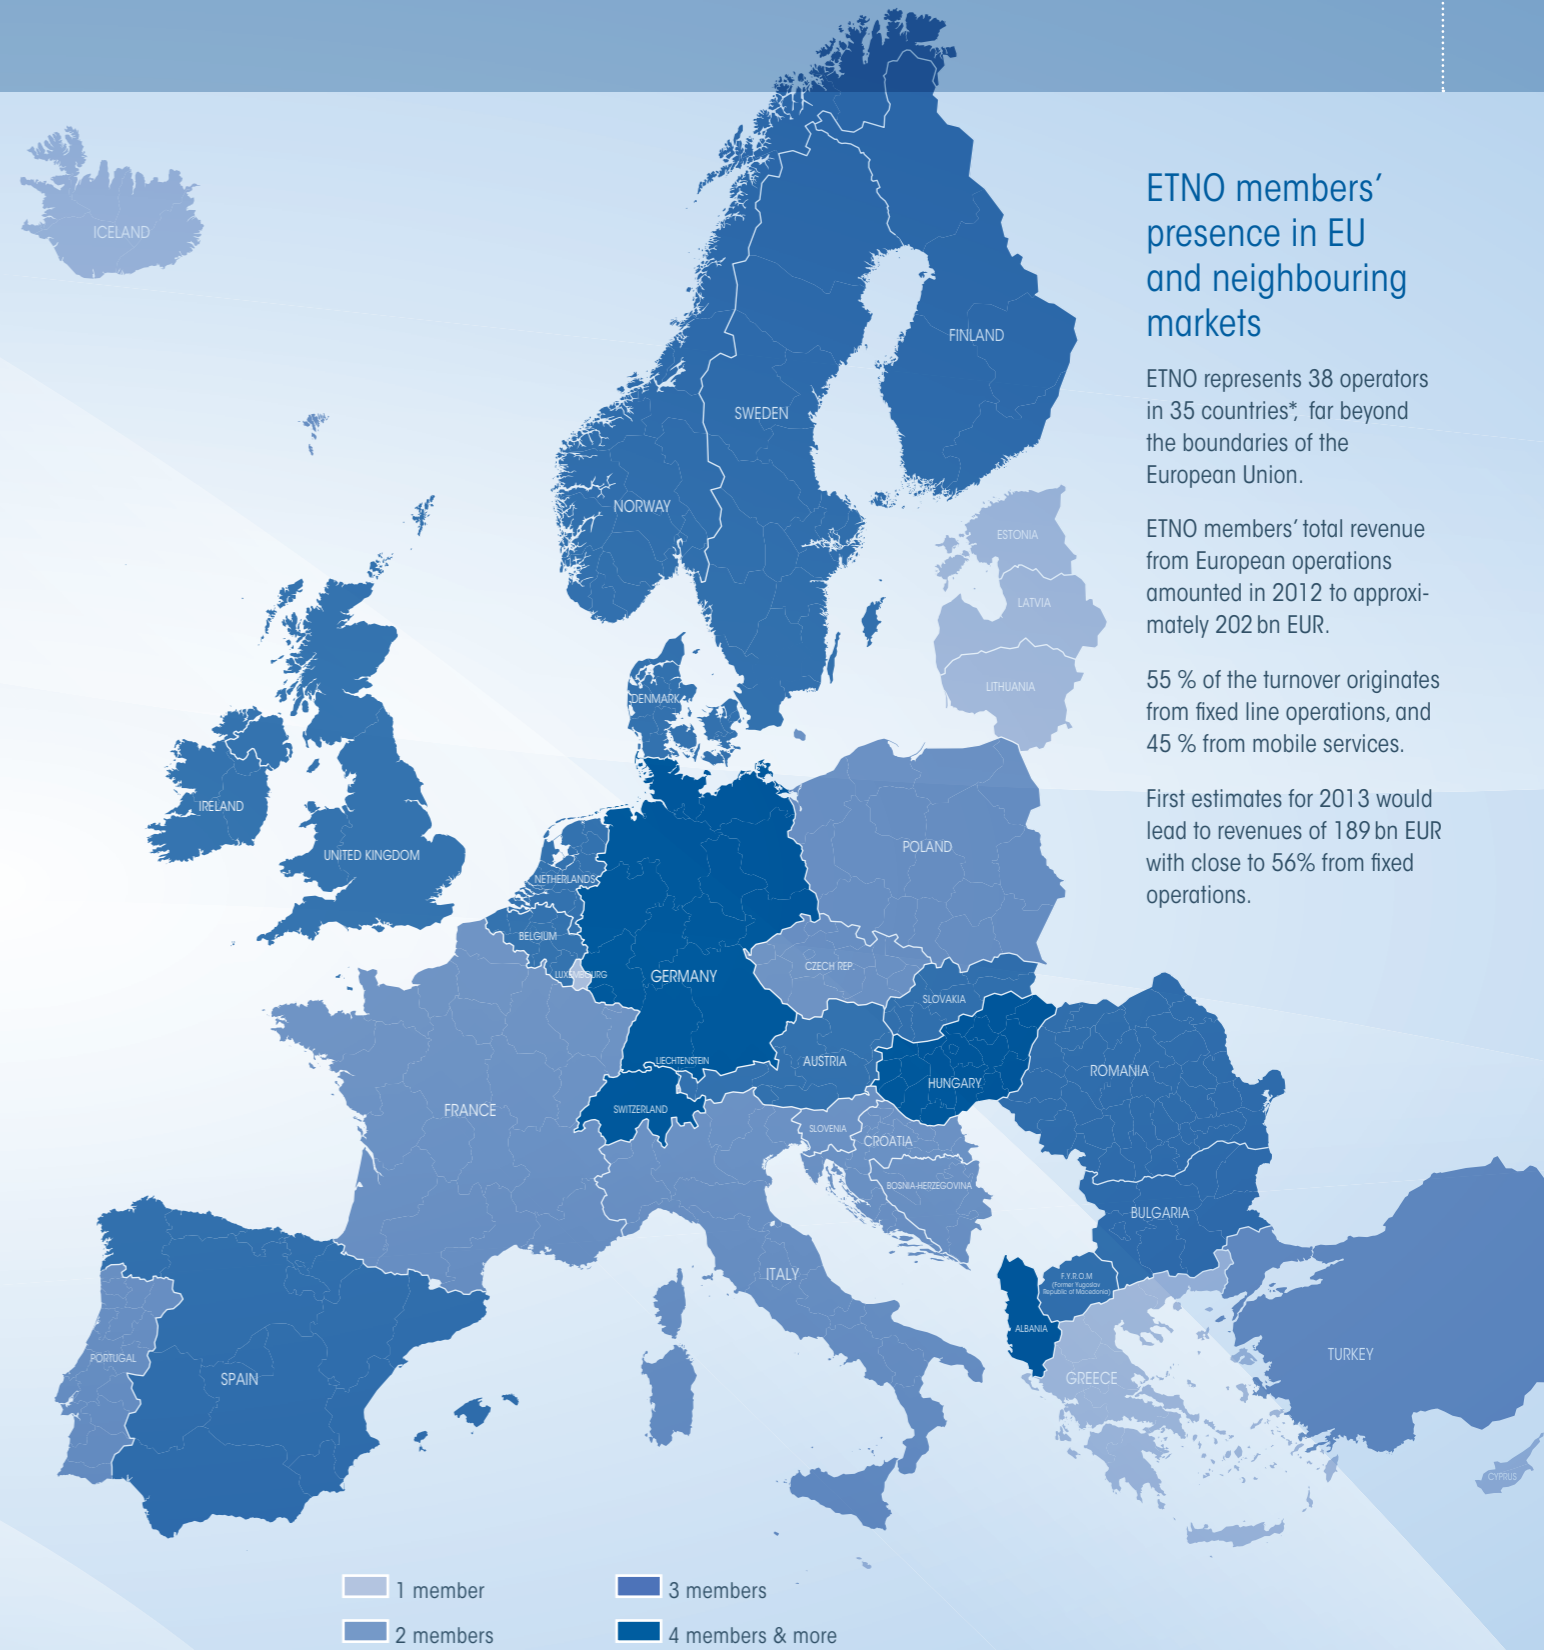 ETNO members’
presence in EU
and neighbouring
markets
ETNO represents 38 operators
in 35 countries*, far beyond
the boundaries of the
European Union.
ETNO members’ total revenue
from European operations
amounted in 2012 to approxi-
mately 202 bn EUR.
55 % of the turnover originates
from fixed line operations, and
45 % from mobile services.
First estimates for 2013 would
lead to revenues of 189 bn EUR
with close to 56% from fixed
operations.
ICELAND
FINLAND
SWEDEN
NORWAY
ESTONIA
LATVIA
LITHUANIA
DENMARK
IRELAND
UNITED KINGDOM
NETHERLANDS
POLAND
BELGIUM
LUXEMBOURG
GERMANY
CZECH REP.
SLOVAKIA
LIECHTENSTEIN
AUSTRIA
HUNGARY
ROMANIA
FRANCE
SWITZERLAND
SLOVENIA
CROATIA
BOSNIA-HERZEGOVINA
BULGARIA
ITALY
F.Y.R.O.M
(Former Yugoslav
Republic of Macedonia)
ALBANIA
PORTUGAL
SPAIN
GREECE
TURKEY
CYPRUS
1 member
2 members
3 members
4 members & more